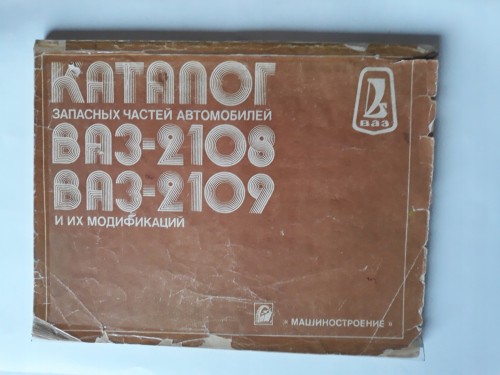 КАТАЛОГ
ЗАПАСНЫХ ЧАСТЕЙ АВТОМОБИЛЕЙ
ВАЗ-2108
ВАЗ-2109
И ИХ МОДИФИКАЦИЙ
ВАЗ
« МАШИНОСТРОЕНИЕ »